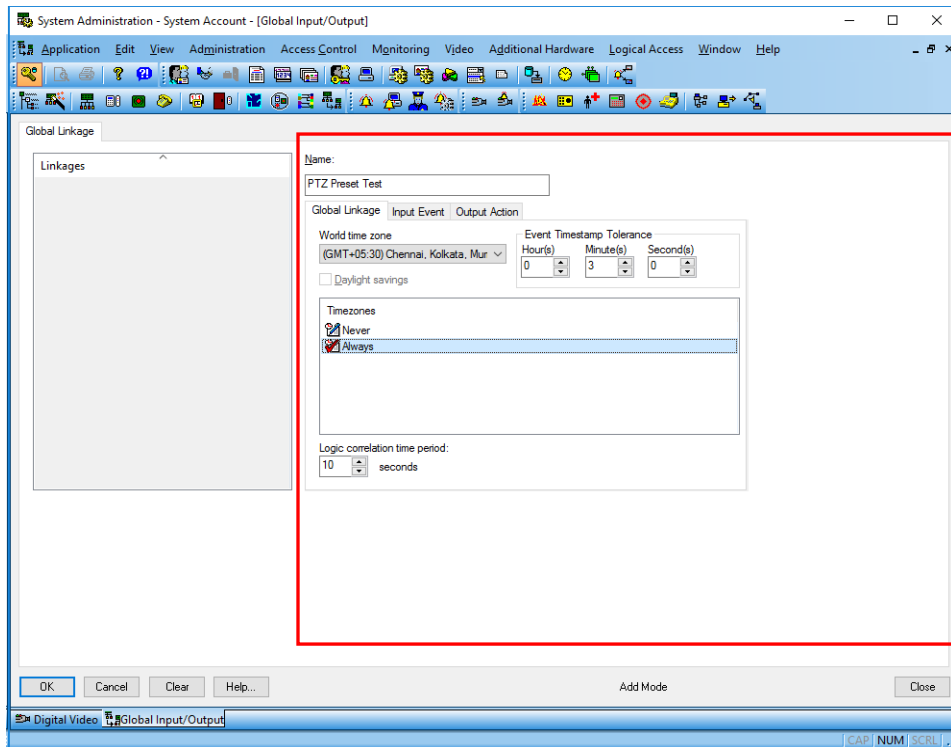 System Administration - System Account - [Global Input/Output]
Application Edit View Administration Access Control Monitoring Video Additional Hardware Logical Access Window Help
Global Linkage
Linkages
Name:
PTZ Preset Test
Global Linkage Input Event Output Action
World time zone
(GMT+05:30) Chennai, Kolkata, Mur
Daylight savings
Event Timestamp Tolerance
Hour(s) Minute(s) Second(s)
0 3 0
Timezones
Never
Always
Logic correlation time period:
10 seconds
OK Cancel Clear Help... Add Mode Close
Digital Video Global Input/Output
CAP NUM SCRL